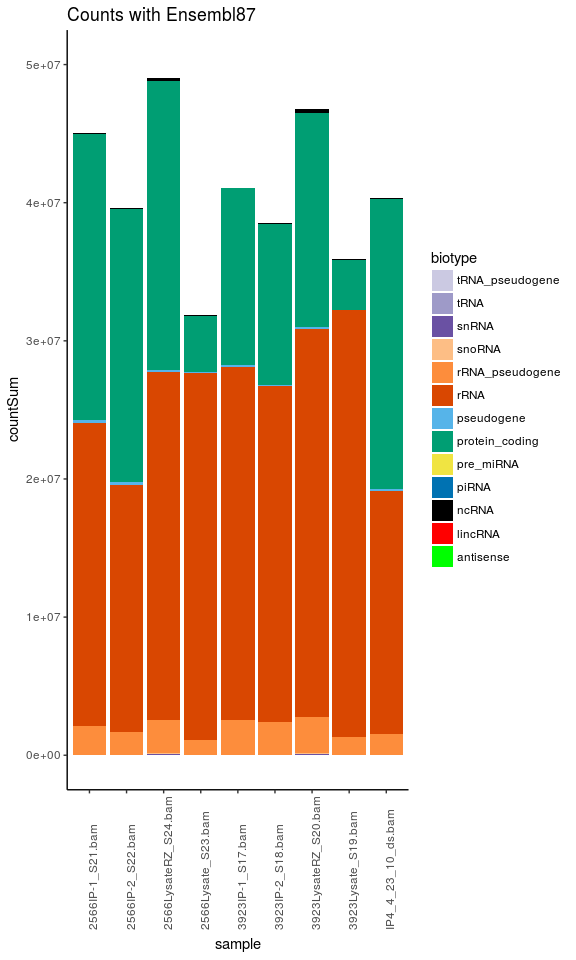 Counts with Ensembl87
5e+07
4e+07
3e+07
2e+07
1e+07
0e+00
countSum
2566IP-1_S21.bam
2566IP-2_S22.bam
2566LysateRZ_S24.bam
2566Lysate_S23.bam
3923IP-1_S17.bam
3923IP-2_S18.bam
3923LysateRZ_S20.bam
3923Lysate_S19.bam
IP4_4_23_10_ds.bam
sample
biotype
tRNA_pseudogene
tRNA
snRNA
snoRNA
rRNA_pseudogene
rRNA
pseudogene
protein_coding
pre_miRNA
piRNA
ncRNA
lincRNA
antisense